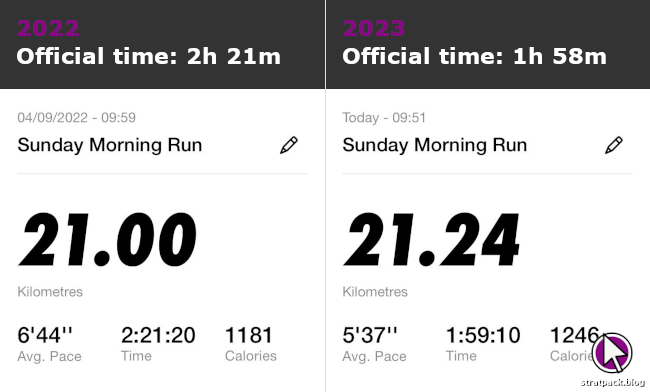 2022
Official time: 2h 21m
04/09/2022 - 09:59
Sunday Morning Run
21.00
Kilometres
6'44''
Avg. Pace
2:21:20
Time
1181
Calories
2023
Official time: 1h 58m
Today - 09:51
Sunday Morning Run
21.24
Kilometres
5'37''
Avg. Pace
1:59:10
Time
1246
Calories
stratpack.blog